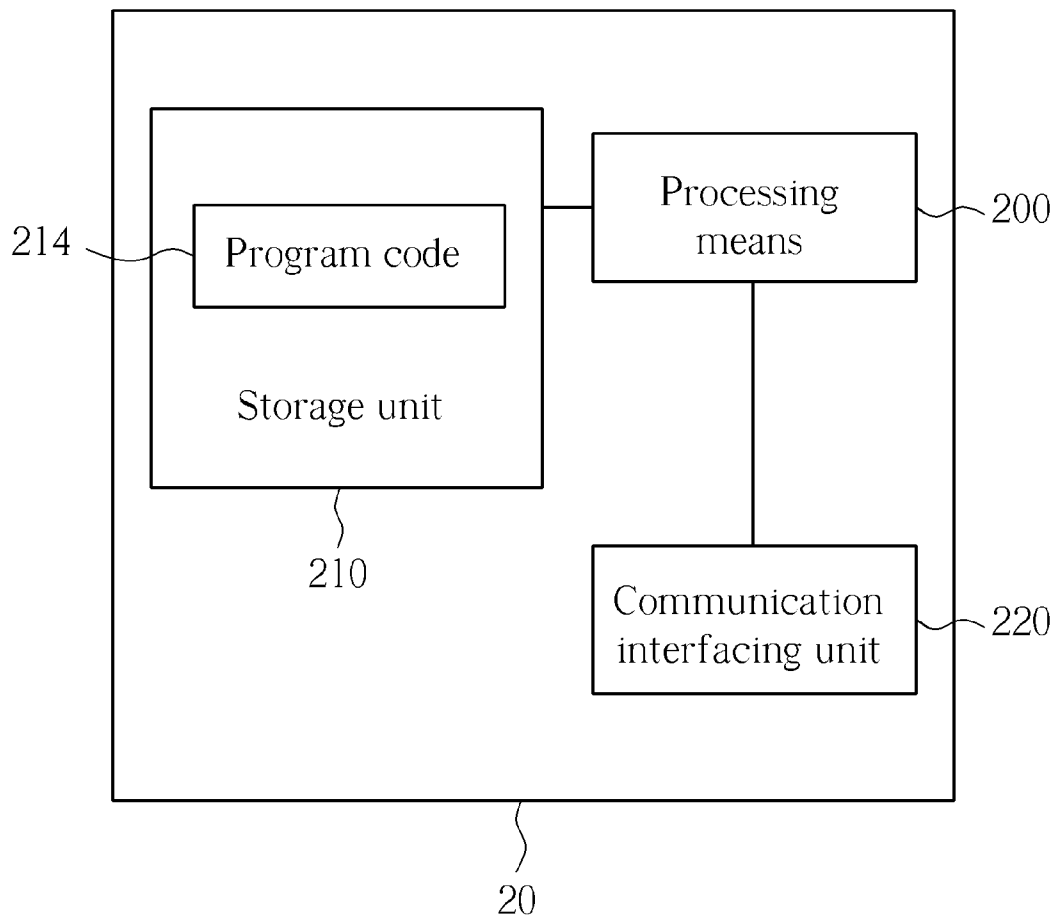 Processing
means
200
214
Program code
Storage unit
210
Communication
interfacing unit
220
20